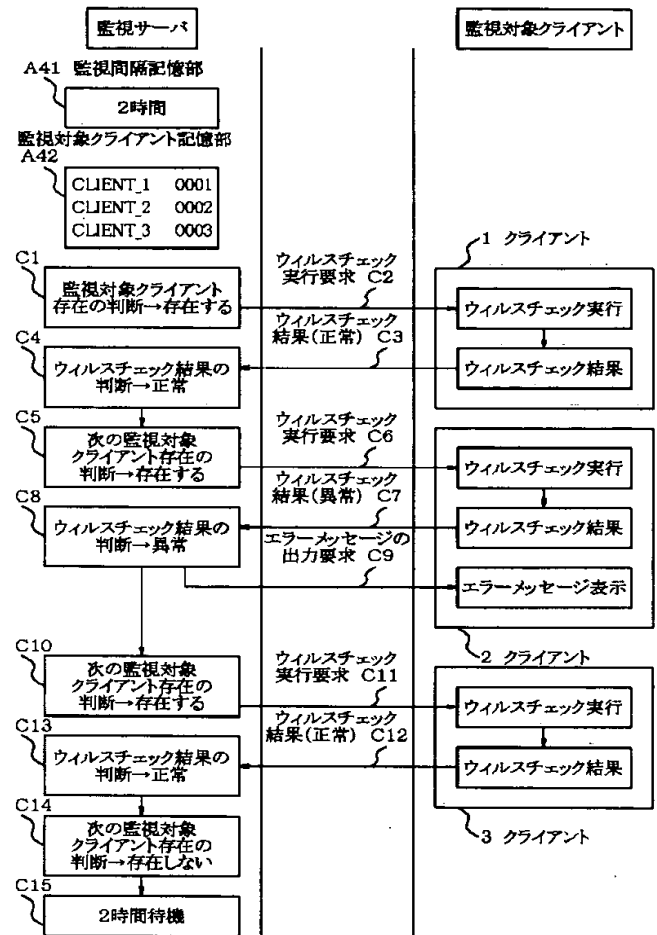 監視サーバ
監視対象クライアント
A41 監視間隔記憶部
2時間
監視対象クライアント記憶部
A42
CLIENT_1 0001
CLIENT_2 0002
CLIENT_3 0003
C1
監視対象クライアント
存在の判断→存在する
ウィルスチェック
実行要求 C2
1 クライアント
ウィルスチェック実行
ウィルスチェック
結果(正常) C3
ウィルスチェック結果
C4
ウィルスチェック結果の
判断→正常
C5
次の監視対象
クライアント存在の
判断→存在する
ウィルスチェック
実行要求 C6
ウィルスチェック実行
ウィルスチェック
結果(異常) C7
ウィルスチェック結果
C8
ウィルスチェック結果の
判断→異常
エラーメッセージの
出力要求 C9
エラーメッセージ表示
2 クライアント
C10
次の監視対象
クライアント存在の
判断→存在する
ウィルスチェック
実行要求 C11
ウィルスチェック実行
ウィルスチェック
結果(正常) C12
ウィルスチェック結果
3 クライアント
C13
ウィルスチェック結果の
判断→正常
C14
次の監視対象
クライアント存在の
判断→存在しない
C15
2時間待機